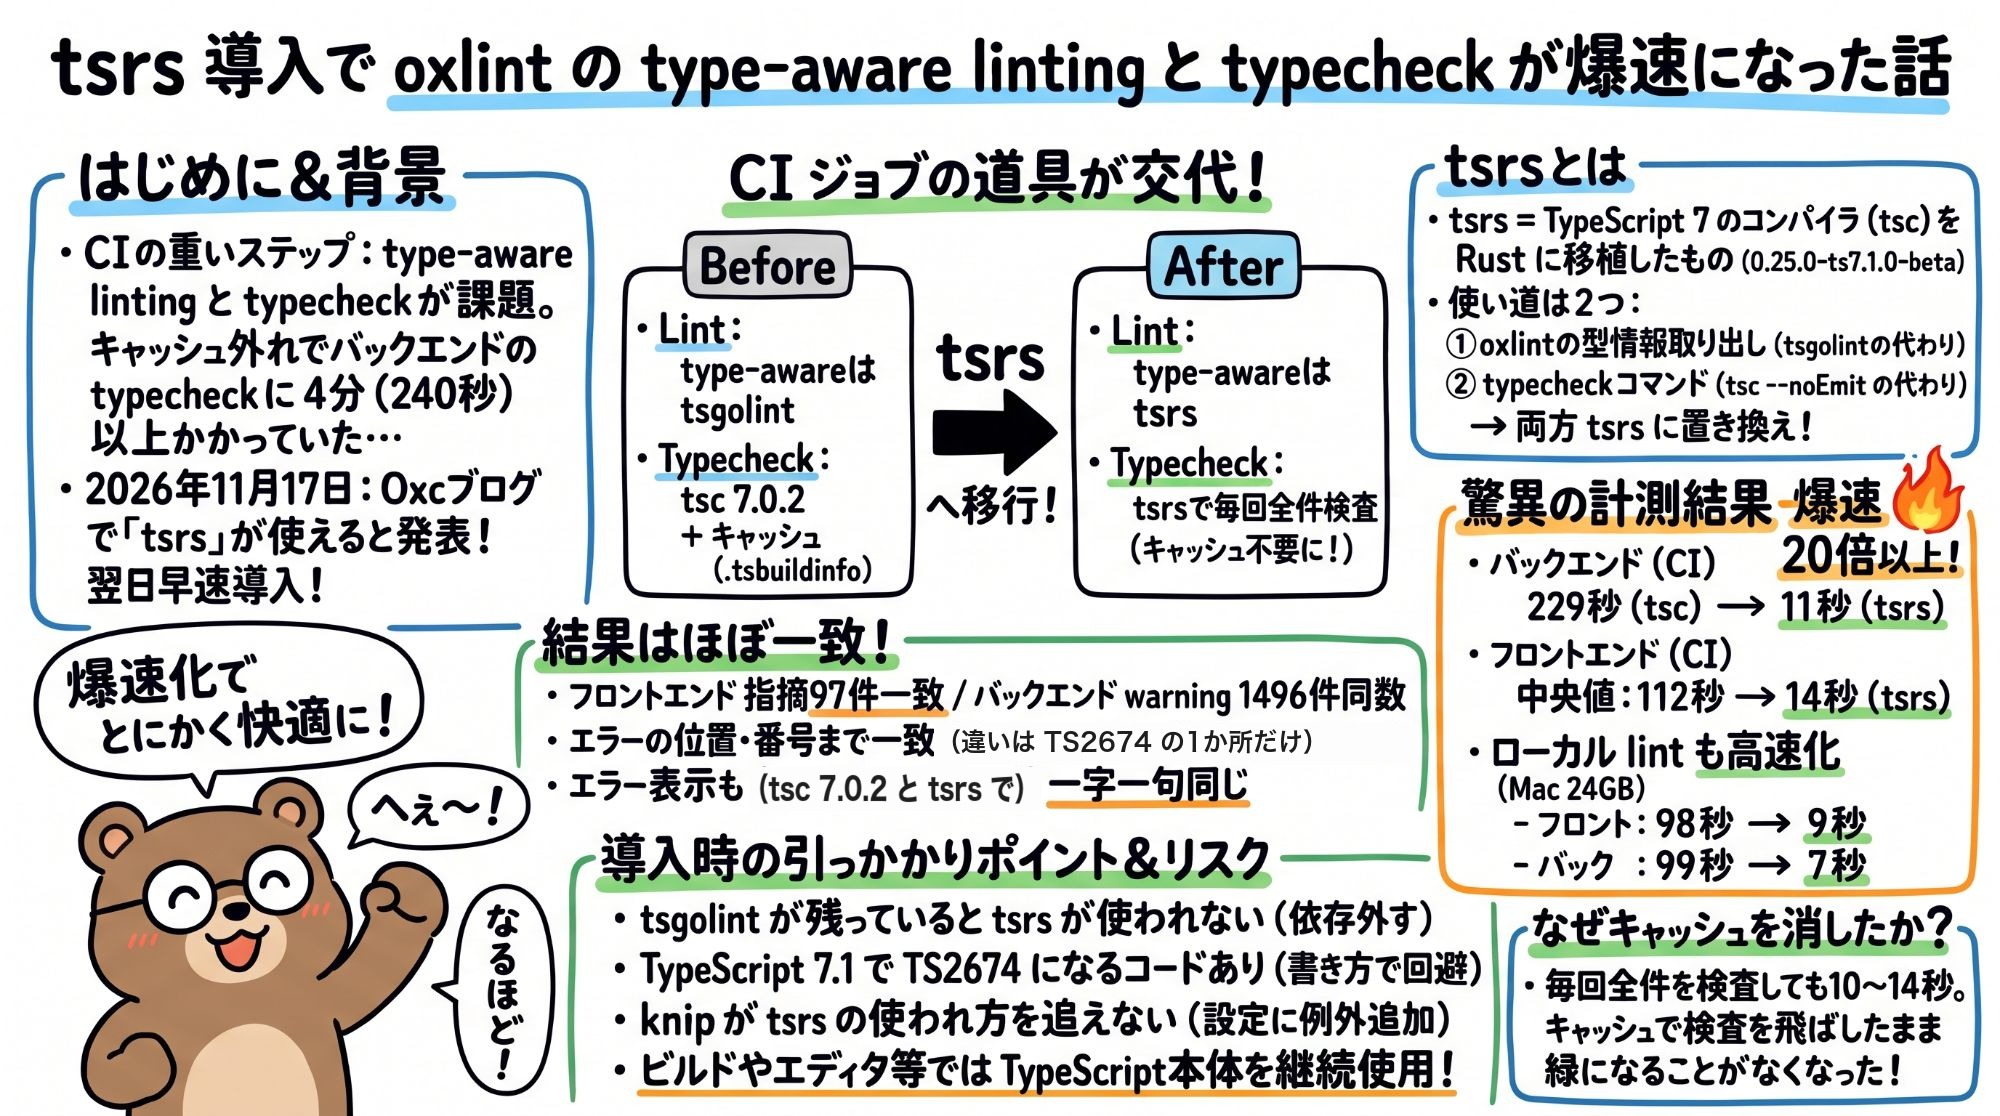 tsrs 導入で oxlint の type-aware linting と typecheck が爆速になった話
はじめに＆背景
・CIの重いステップ：type-aware
linting と typecheckが課題。
キャッシュ外れでバックエンドの
typecheckに 4分（240秒）
以上かかっていた…
・2026年11月17日：Oxcブログ
で「tsrs」が使えると発表！
翌日早速導入！
CI ジョブの道具が交代！
Before
・Lint：
type-awareは
tsgolint
・Typecheck：
tsc 7.0.2
＋ キャッシュ
（.tsbuildinfo）
tsrs
へ移行！
After
・Lint：
type-awareは
tsrs
・Typecheck：
tsrsで毎回全件検査
（キャッシュ不要に！）
tsrsとは
・tsrs = TypeScript 7 のコンパイラ（tsc）を
Rust に移植したもの（0.25.0-ts7.1.0-beta）
・使い道は2つ：
①oxlintの型情報取り出し（tsgolintの代わり）
② typecheckコマンド（tsc --noEmit の代わり）
→ 両方 tsrs に置き換え！
驚異の計測結果 爆速
20倍以上！
・バックエンド（CI）
229秒（tsc）→ 11秒（tsrs）
・フロントエンド（CI）
中央値：112秒 → 14秒（tsrs）
・ローカル lint も高速化
（Mac 24GB）
- フロント：98秒 → 9秒
- バック ：99秒 → 7秒
結果はほぼ一致！
・フロントエンド 指摘97件一致 / バックエンド warning 1496件同数
・エラーの位置・番号まで一致（違いは TS2674 の1か所だけ）
・エラー表示も（tsc 7.0.2 と tsrs で） 一字一句同じ
爆速化で
とにかく快適に！
へぇ〜！
なるほど！
導入時の引っかかりポイント＆リスク
・tsgolint が残っていると tsrs が使われない（依存外す）
・TypeScript 7.1 で TS2674 になるコードあり（書き方で回避）
・knip が tsrs の使われ方を追えない（設定に例外追加）
・ビルドやエディタ等では TypeScript本体を継続使用！
なぜキャッシュを消したか？
・毎回全件を検査しても10〜14秒。
キャッシュで検査を飛ばしたまま
緑になることがなくなった！